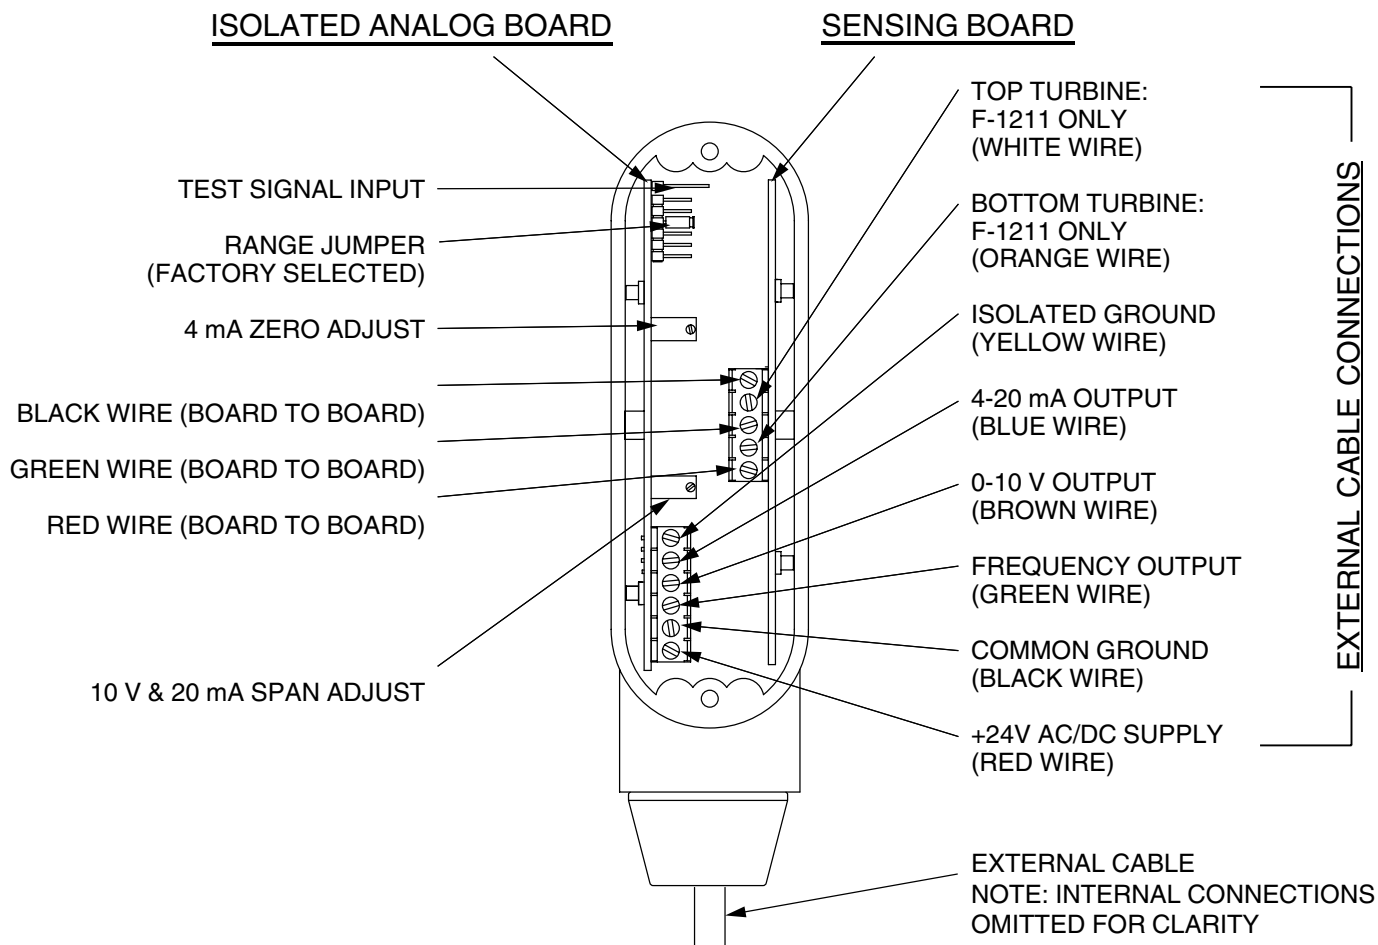 ISOLATED ANALOG BOARD
SENSING BOARD
TEST SIGNAL INPUT
RANGE JUMPER
(FACTORY SELECTED)
4 mA ZERO ADJUST
BLACK WIRE (BOARD TO BOARD)
GREEN WIRE (BOARD TO BOARD)
RED WIRE (BOARD TO BOARD)
10 V & 20 mA SPAN ADJUST
TOP TURBINE:
F-1211 ONLY
(WHITE WIRE)
BOTTOM TURBINE:
F-1211 ONLY
(ORANGE WIRE)
ISOLATED GROUND
(YELLOW WIRE)
4-20 mA OUTPUT
(BLUE WIRE)
0-10 V OUTPUT
(BROWN WIRE)
FREQUENCY OUTPUT
(GREEN WIRE)
COMMON GROUND
(BLACK WIRE)
+24V AC/DC SUPPLY
(RED WIRE)
EXTERNAL CABLE
NOTE: INTERNAL CONNECTIONS
OMITTED FOR CLARITY
EXTERNAL CABLE CONNECTIONS